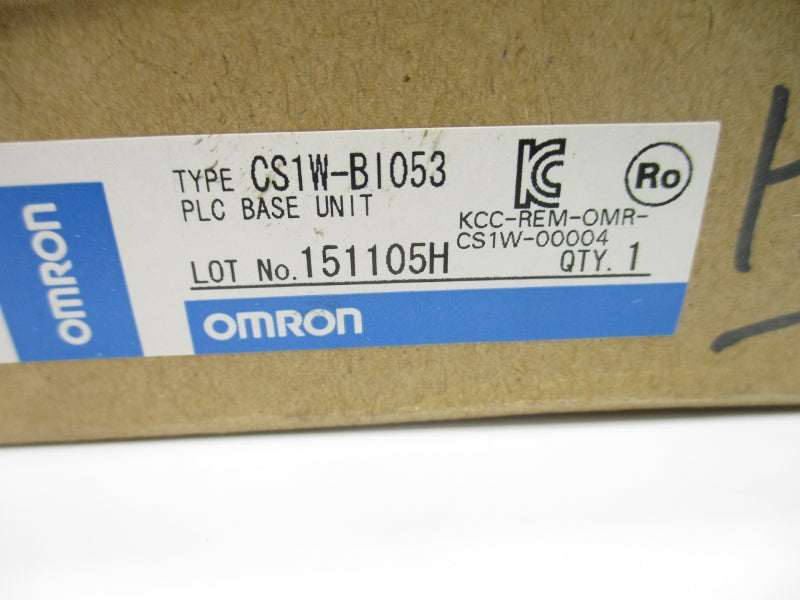 TYPE CS1W-BI053
PLC BASE UNIT
KC
Ro
KCC-REM-OMR-
CS1W-00004
LOT No. 151105H
QTY. 1
OMRON
OMRON